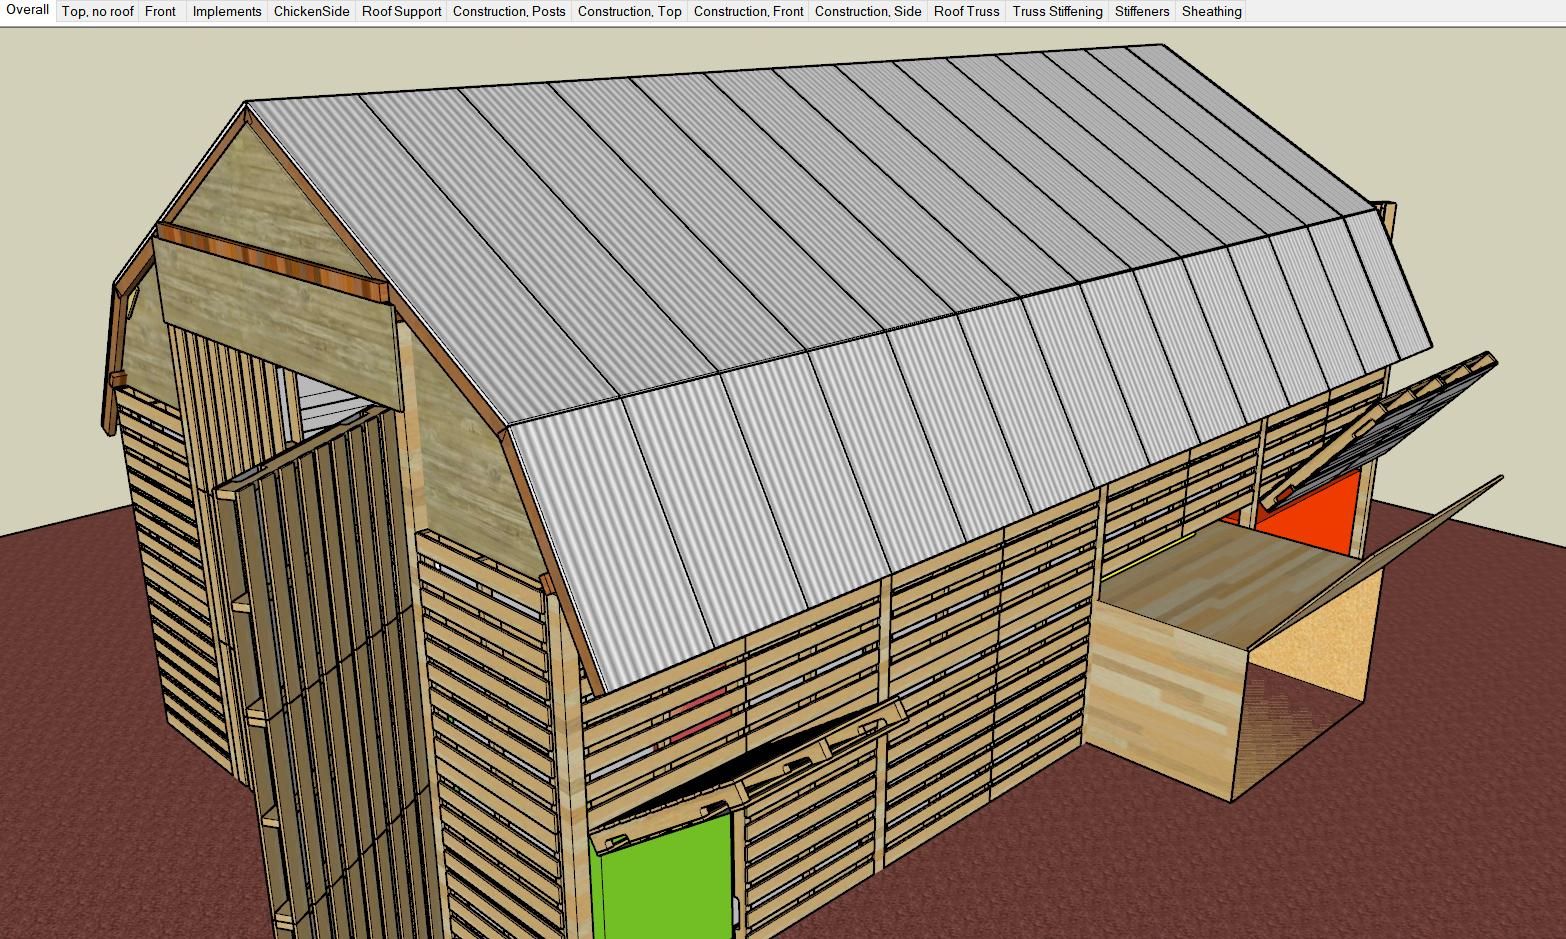 Overall Top, no roof Front Implements ChickenSide Roof Support Construction, Posts Construction, Top Construction, Front Construction, Side Roof Truss Truss Stiffening Stiffeners Sheathing